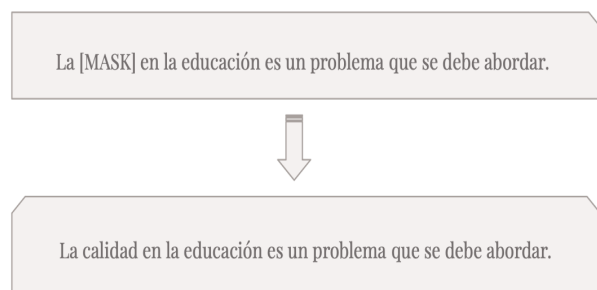 La [MASK] en la educación es un problema que se debe abordar.
La calidad en la educación es un problema que se debe abordar.